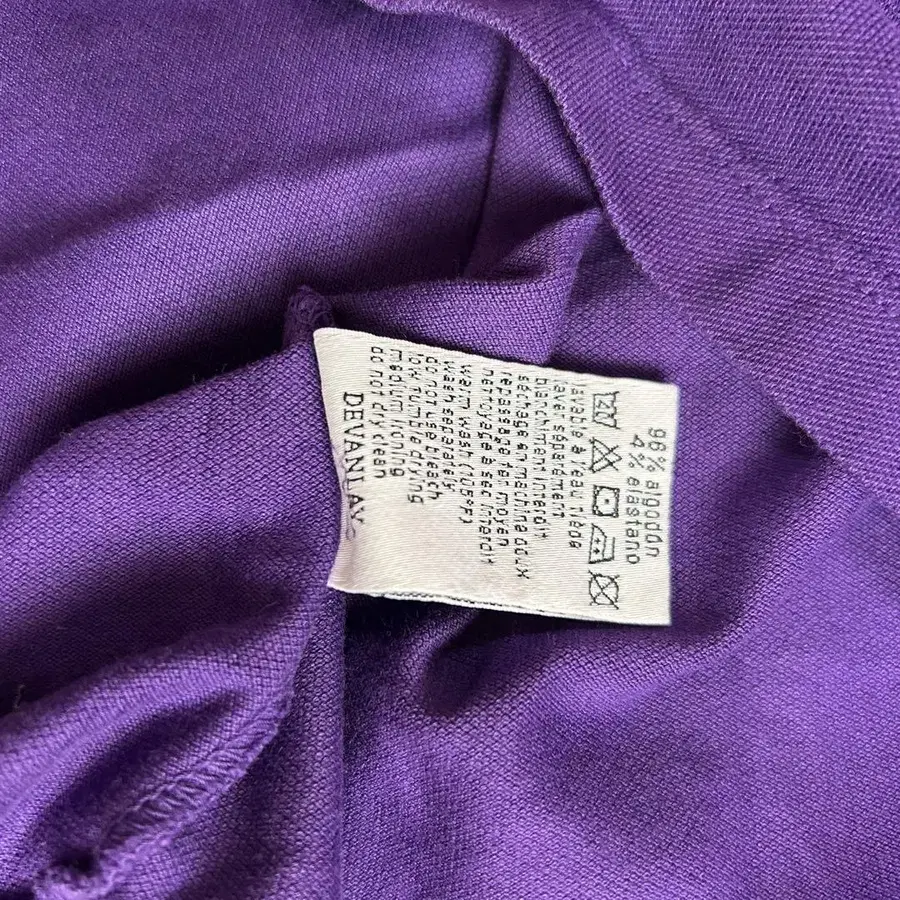 96% algodón
4% elastano
lavable à l'eau tiède
laver séparément
blanchiment interdit
séchage en machine doux
repassage fer moyen
nettoyage à sec interdit
warm wash (105°F)
wash separately
do not use bleach
low tumble drying
medium ironing
do not dry clean
DEVANLAY